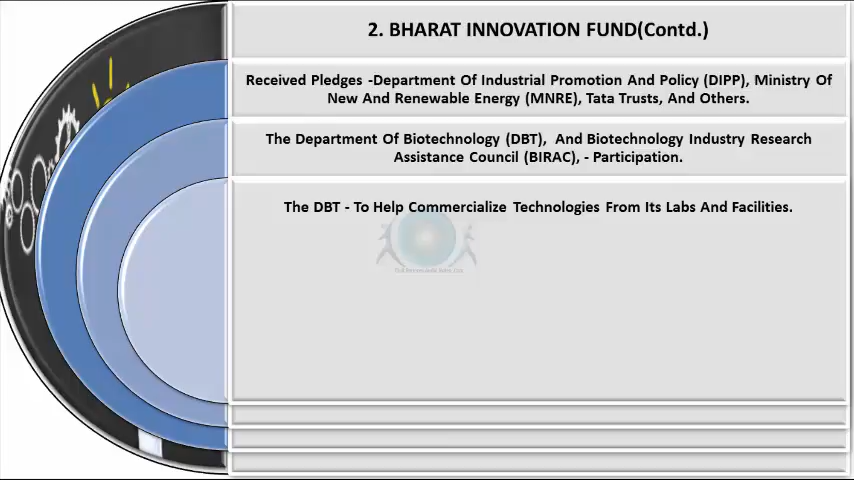 2. BHARAT INNOVATION FUND(Contd.)
Received Pledges -Department Of Industrial Promotion And Policy (DIPP), Ministry Of
New And Renewable Energy (MNRE), Tata Trusts, And Others.
The Department Of Biotechnology (DBT), And Biotechnology Industry Research
Assistance Council (BIRAC), - Participation.
The DBT - To Help Commercialize Technologies From Its Labs And Facilities.